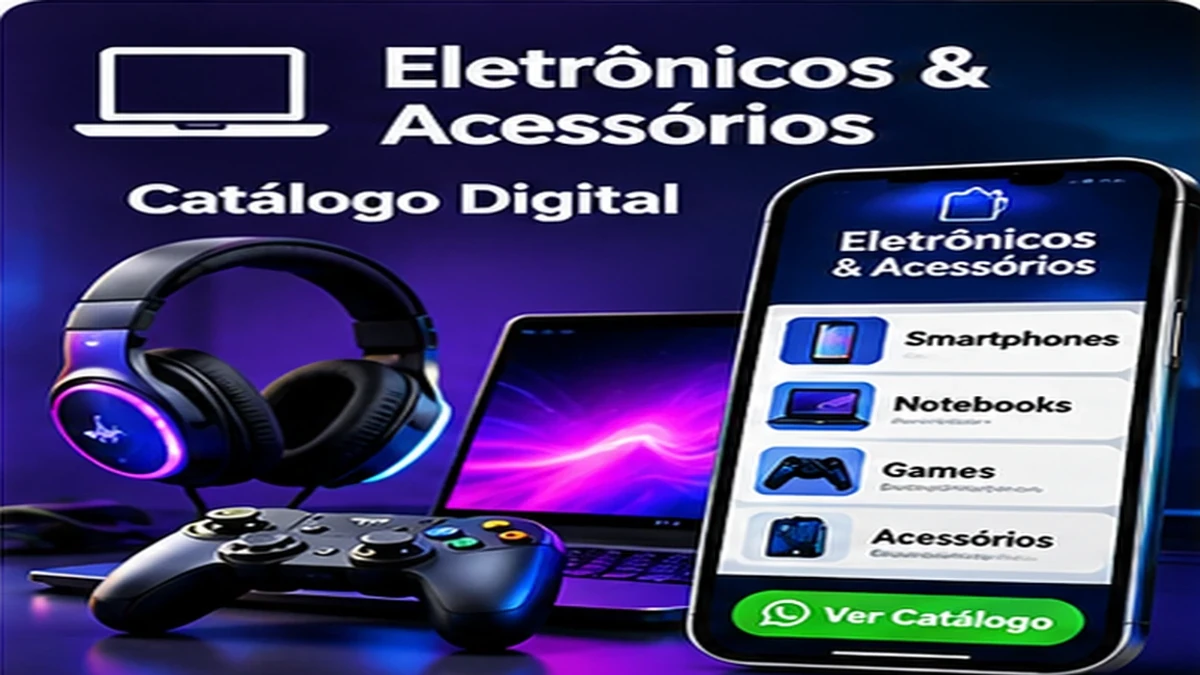 Eletrônicos &
Acessórios
Catálogo Digital
Eletrônicos
& Acessórios
Smartphones
Notebooks
Games
Acessórios
Ver Catálogo